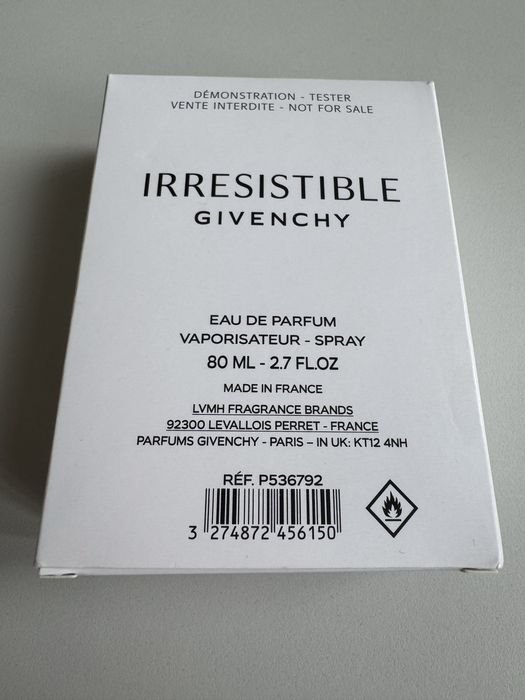 DÉMONSTRATION - TESTER
VENTE INTERDITE - NOT FOR SALE
IRRESISTIBLE
GIVENCHY
EAU DE PARFUM
VAPORISATEUR - SPRAY
80 ML - 2.7 FL.OZ
MADE IN FRANCE
LVMH FRAGRANCE BRANDS
92300 LEVALLOIS PERRET - FRANCE
PARFUMS GIVENCHY - PARIS – IN UK: KT12 4NH
RÉF. P536792
3 274872 456150